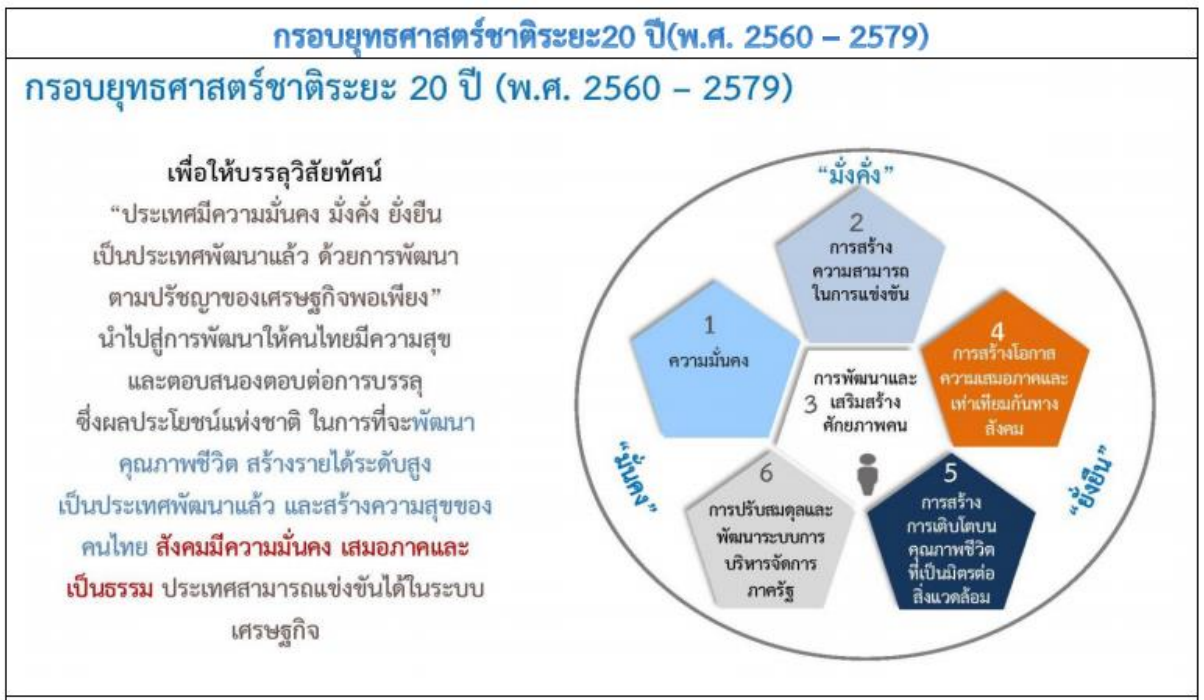 กรอบยุทธศาสตร์ชาติระยะ20 ปี(พ.ศ. 2560 – 2579)
กรอบยุทธศาสตร์ชาติระยะ 20 ปี (พ.ศ. 2560 – 2579)
เพื่อให้บรรลุวิสัยทัศน์
“ประเทศมีความมั่นคง มั่งคั่ง ยั่งยืน
เป็นประเทศพัฒนาแล้ว ด้วยการพัฒนา
ตามปรัชญาของเศรษฐกิจพอเพียง”
นำไปสู่การพัฒนาให้คนไทยมีความสุข
และตอบสนองตอบต่อการบรรลุ
ซึ่งผลประโยชน์แห่งชาติ ในการที่จะพัฒนา
คุณภาพชีวิต สร้างรายได้ระดับสูง
เป็นประเทศพัฒนาแล้ว และสร้างความสุขของ
คนไทย สังคมมีความมั่นคง เสมอภาคและ
เป็นธรรม ประเทศสามารถแข่งขันได้ในระบบ
เศรษฐกิจ
“มั่งคั่ง”
2
การสร้าง
ความสามารถ
ในการแข่งขัน
1
ความมั่นคง
การพัฒนาและ
3 เสริมสร้าง
ศักยภาพคน
4
การสร้างโอกาส
ความเสมอภาคและ
เท่าเทียมกันทาง
สังคม
“มั่นคง”
6
การปรับสมดุลและ
พัฒนาระบบการ
บริหารจัดการ
ภาครัฐ
5
การสร้าง
การเติบโตบน
คุณภาพชีวิต
ที่เป็นมิตรต่อ
สิ่งแวดล้อม
“ยั่งยืน”